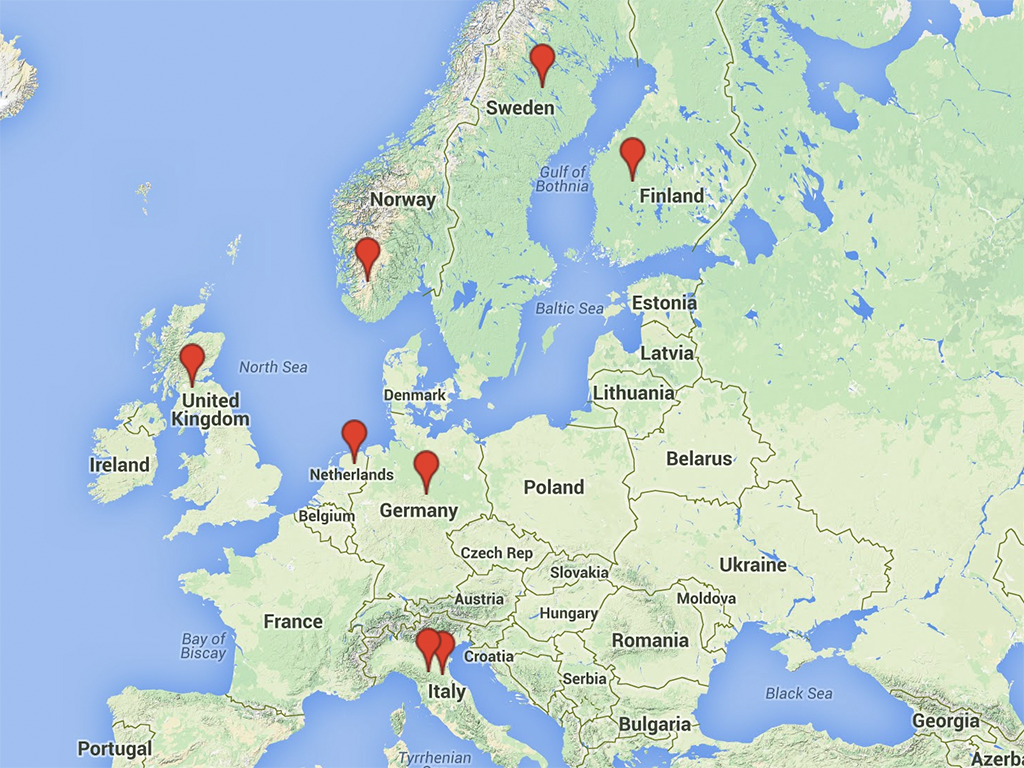 Sweden
Gulf of
Bothnia
Finland
Norway
Estonia
Baltic Sea
Latvia
North Sea
Denmark
Lithuania
United
Kingdom
Ireland
Belarus
Netherlands
Poland
Germany
Belgium
Czech Rep
Ukraine
Slovakia
Austria
Moldova
Hungary
France
Romania
Bay of
Biscay
Croatia
Serbia
Italy
Black Sea
Georgia
Bulgaria
Portugal
Tyrrhenian
Azerb